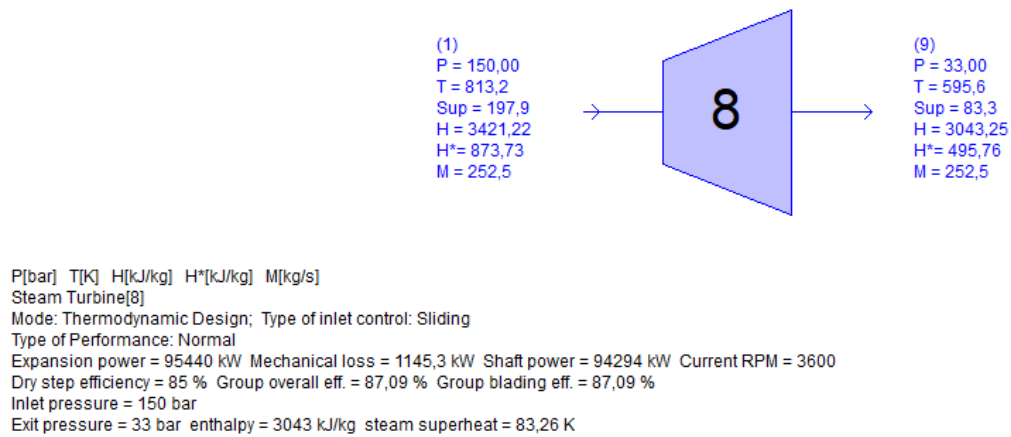 (1)
P = 150,00
T = 813,2
Sup = 197,9
H = 3421,22
H*= 873,73
M = 252,5
8
(9)
P = 33,00
T = 595,6
Sup = 83,3
H = 3043,25
H*= 495,76
M = 252,5
P[bar] T[K] H[kJ/kg] H*[kJ/kg] M[kg/s]
Steam Turbine[8]
Mode: Thermodynamic Design; Type of inlet control: Sliding
Type of Performance: Normal
Expansion power = 95440 kW Mechanical loss = 1145,3 kW Shaft power = 94294 kW Current RPM = 3600
Dry step efficiency = 85 % Group overall eff. = 87,09 % Group blading eff. = 87,09 %
Inlet pressure = 150 bar
Exit pressure = 33 bar enthalpy = 3043 kJ/kg steam superheat = 83,26 K